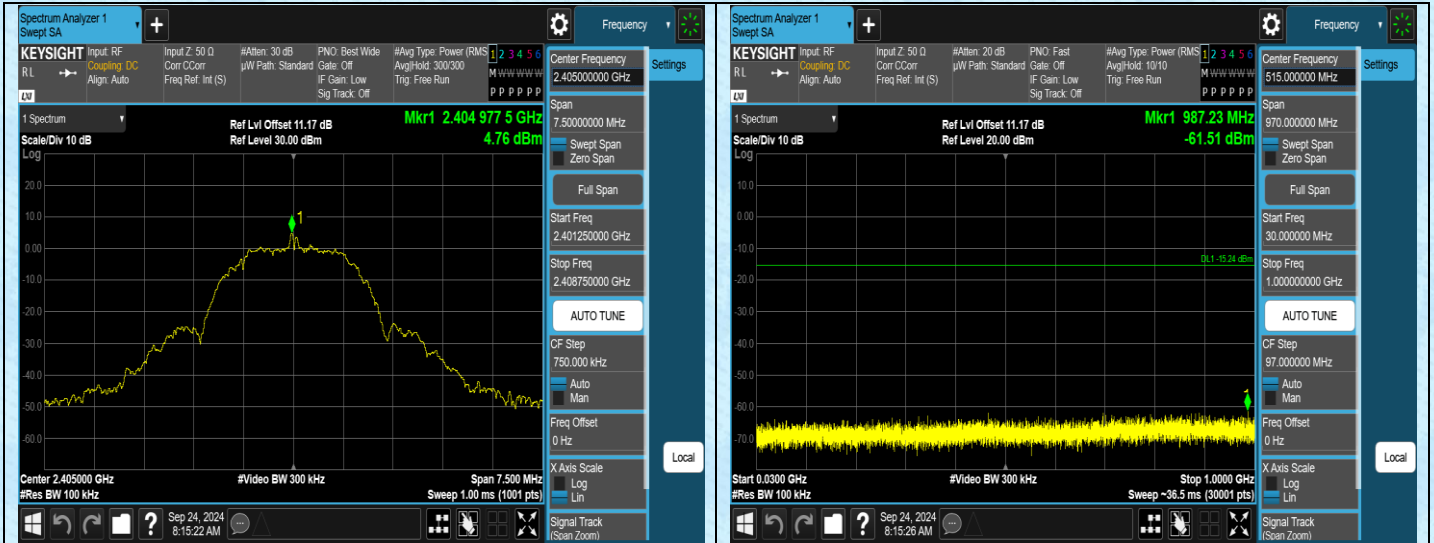 Spectrum Analyzer 1
Swept SA
+
Frequency
KEYSIGHT
RL
LXI
Input: RF
Coupling: DC
Align: Auto
Input Z: 50 Ω
Corr CCorr
Freq Ref: Int (S)
#Atten: 30 dB
µW Path: Standard
PNO: Best Wide
Gate: Off
IF Gain: Low
Sig Track: Off
#Avg Type: Power (RMS
Avg|Hold: 300/300
Trig: Free Run
1 2 3 4 5 6
M W W W W W
P P P P P P
1 Spectrum
Scale/Div 10 dB
Log
Ref Lvl Offset 11.17 dB
Ref Level 30.00 dBm
Mkr1 2.404 977 5 GHz
4.76 dBm
20.0
10.0
0.00
-10.0
-20.0
-30.0
-40.0
-50.0
-60.0
1
Center 2.405000 GHz
#Res BW 100 kHz
#Video BW 300 kHz
Span 7.500 MHz
Sweep 1.00 ms (1001 pts)
Center Frequency
2.405000000 GHz
Span
7.50000000 MHz
Swept Span
Zero Span
Full Span
Start Freq
2.401250000 GHz
Stop Freq
2.408750000 GHz
AUTO TUNE
CF Step
750.000 kHz
Auto
Man
Freq Offset
0 Hz
X Axis Scale
Log
Lin
Signal Track
(Span Zoom)
Settings
Local
?
Sep 24, 2024
8:15:22 AM
Spectrum Analyzer 1
Swept SA
+
Frequency
KEYSIGHT
RL
LXI
Input: RF
Coupling: DC
Align: Auto
Input Z: 50 Ω
Corr CCorr
Freq Ref: Int (S)
#Atten: 20 dB
µW Path: Standard
PNO: Fast
Gate: Off
IF Gain: Low
Sig Track: Off
#Avg Type: Power (RMS
Avg|Hold: 10/10
Trig: Free Run
1 2 3 4 5 6
M W W W W W
P P P P P P
1 Spectrum
Scale/Div 10 dB
Log
Ref Lvl Offset 11.17 dB
Ref Level 20.00 dBm
Mkr1 987.23 MHz
-61.51 dBm
10.0
0.00
-10.0
-20.0
-30.0
-40.0
-50.0
-60.0
-70.0
DL1 -15.24 dBm
1
Start 0.0300 GHz
#Res BW 100 kHz
#Video BW 300 kHz
Stop 1.0000 GHz
Sweep ~36.5 ms (30001 pts)
Center Frequency
515.000000 MHz
Span
970.000000 MHz
Swept Span
Zero Span
Full Span
Start Freq
30.000000 MHz
Stop Freq
1.000000000 GHz
AUTO TUNE
CF Step
97.000000 MHz
Auto
Man
Freq Offset
0 Hz
X Axis Scale
Log
Lin
Signal Track
(Span Zoom)
Settings
Local
?
Sep 24, 2024
8:15:26 AM